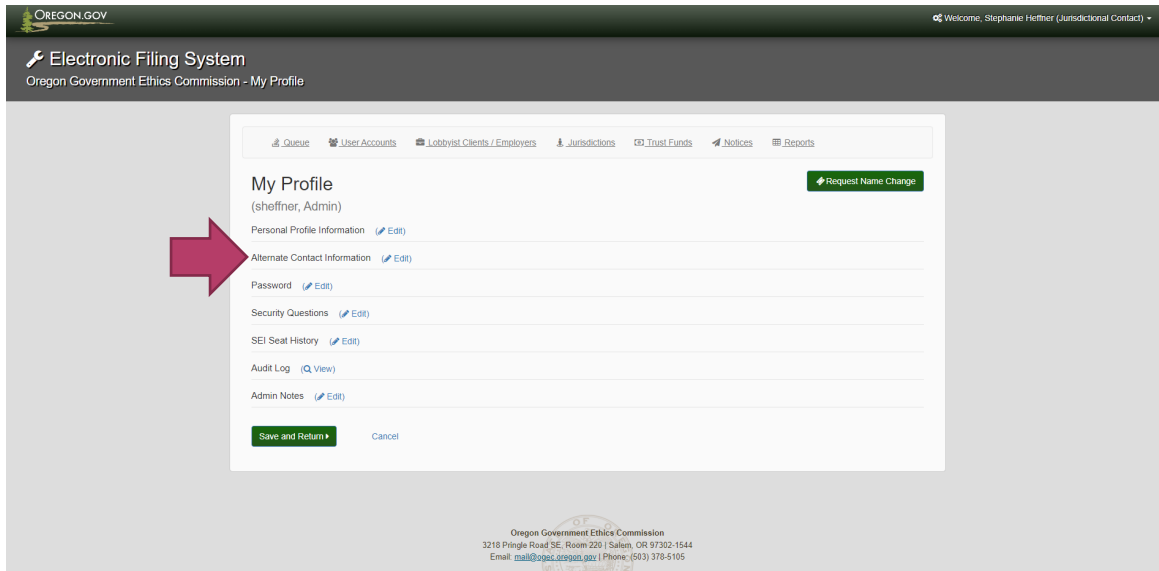 OREGON.GOV
Welcome, Stephanie Heffner (Jurisdictional Contact)
Electronic Filing System
Oregon Government Ethics Commission - My Profile
Queue User Accounts Lobbyist Clients / Employers Jurisdictions Trust Funds Notices Reports
My Profile
Request Name Change
(sheffner, Admin)
Personal Profile Information (Edit)
Alternate Contact Information (Edit)
Password (Edit)
Security Questions (Edit)
SEI Seat History (Edit)
Audit Log (View)
Admin Notes (Edit)
Save and Return
Cancel
Oregon Government Ethics Commission
3218 Pringle Road SE, Room 220 | Salem, OR 97302-1544
Email: mail@ogec.oregon.gov | Phone: (503) 378-5105